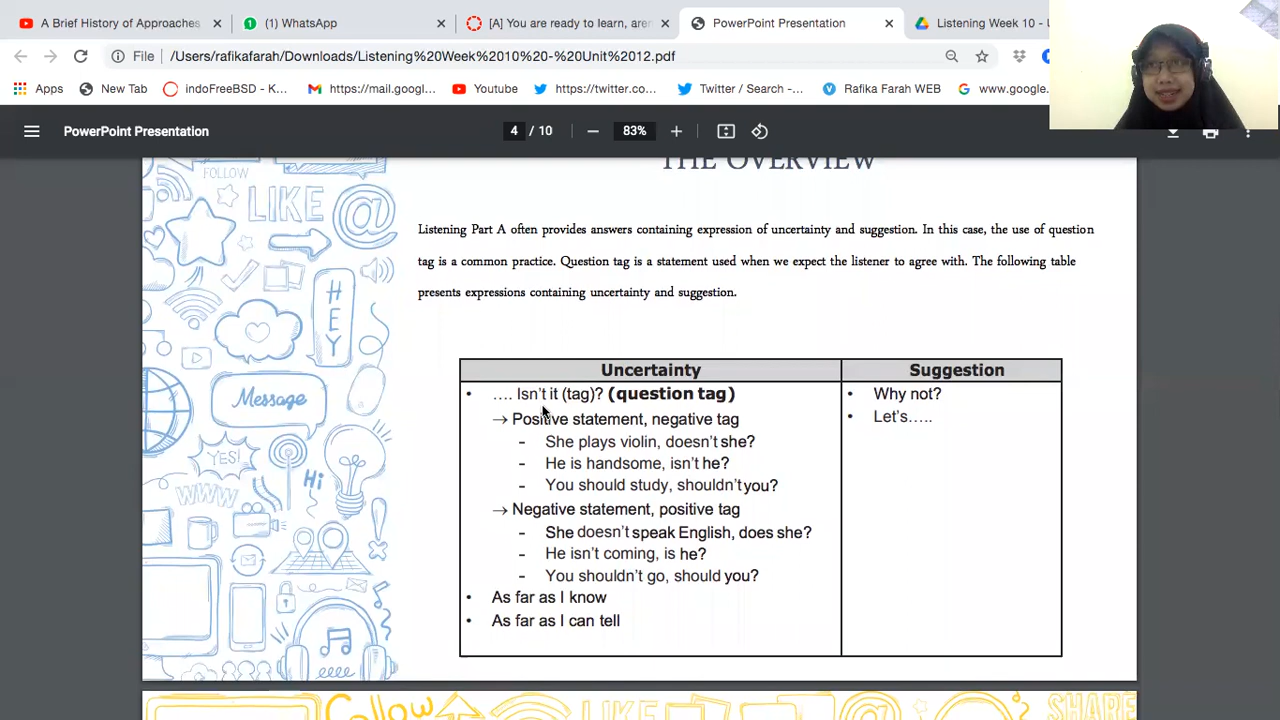 A Brief History of Approaches
(1) WhatsApp
[A] You are ready to learn, aren
PowerPoint Presentation
Listening Week 10 - U
File
/Users/rafikafarah/Downloads/Listening%20Week%2010%20-%20Unit%2012.pdf
Apps
New Tab
indoFreeBSD - K...
https://mail.googl...
Youtube
https://twitter.co...
Twitter / Search -...
Rafika Farah WEB
www.google.
PowerPoint Presentation
4 / 10
83%
THE OVERVIEW
Listening Part A often provides answers containing expression of uncertainty and suggestion. In this case, the use of question
tag is a common practice. Question tag is a statement used when we expect the listener to agree with. The following table
presents expressions containing uncertainty and suggestion.
Uncertainty
• …. Isn't it (tag)? (question tag)
→ Positive statement, negative tag
- She plays violin, doesn't she?
- He is handsome, isn't he?
- You should study, shouldn't you?
→ Negative statement, positive tag
- She doesn't speak English, does she?
- He isn't coming, is he?
- You shouldn't go, should you?
• As far as I know
• As far as I can tell
Suggestion
• Why not?
• Let's…..
FOLLOW
LIKE
@
HEY
Message
YES!
Hi
WWW
Follow
LIKE
SHARE